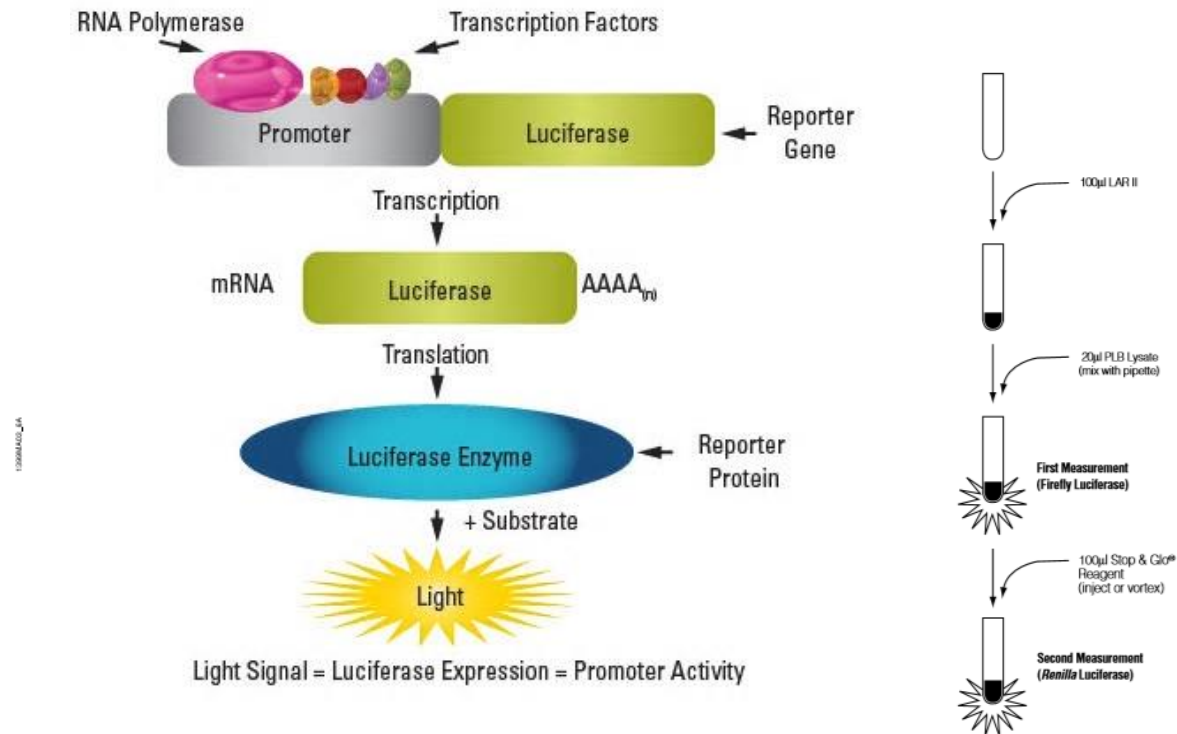 RNA Polymerase
Transcription Factors
Promoter
Luciferase
Reporter
Gene
Transcription
mRNA
Luciferase
AAAA(n)
Translation
Luciferase Enzyme
Reporter
Protein
+ Substrate
Light
Light Signal = Luciferase Expression = Promoter Activity
100µl LAR II
20µl PLB Lysate
(mix with pipette)
First Measurement
(Firefly Luciferase)
100µl Stop & Glo®
Reagent
(inject or vortex)
Second Measurement
(Renilla Luciferase)